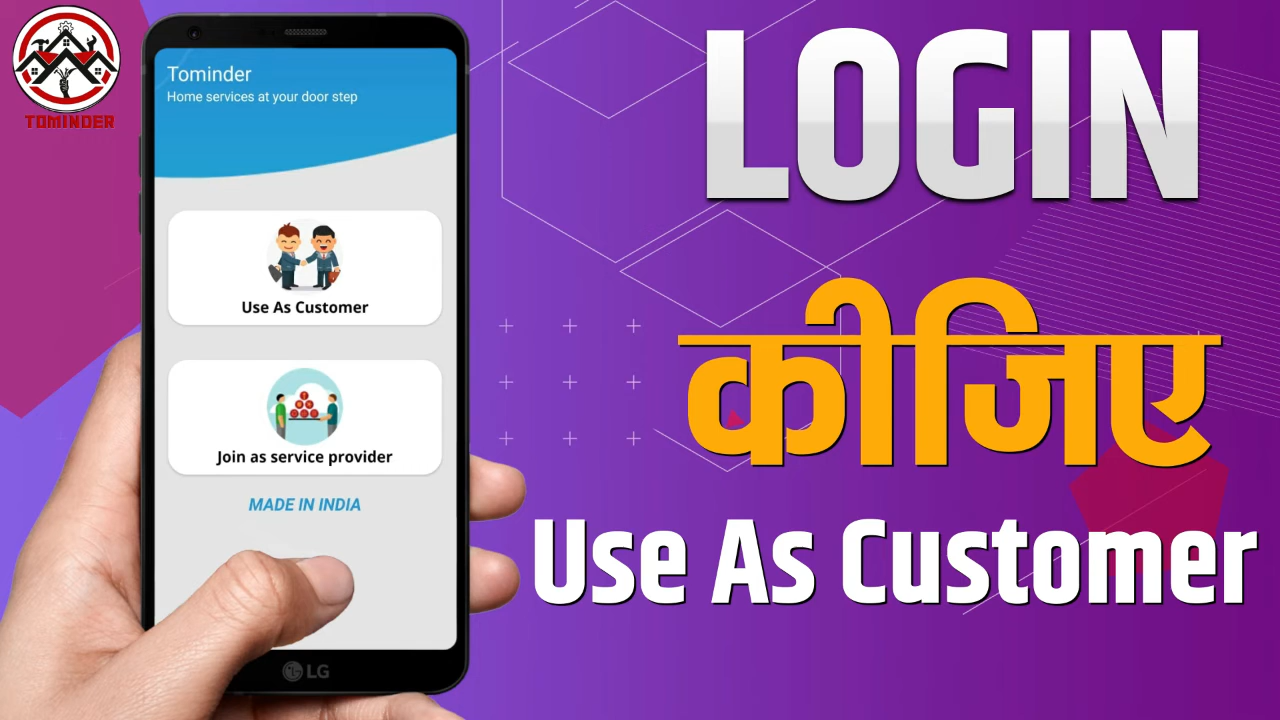 TOMINDER
Tominder
Home services at your door step
Use As Customer
Join as service provider
MADE IN INDIA
LG
LOGIN
कीजिए
Use As Customer